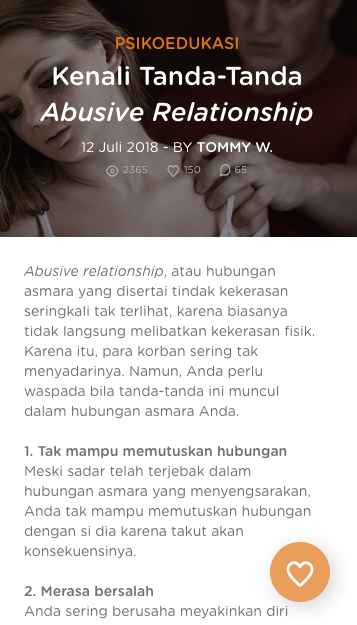 PSIKOEDUKASI
Kenali Tanda-Tanda
Abusive Relationship
12 Juli 2018 - BY TOMMY W.
2365 150 65
Abusive relationship, atau hubungan
asmara yang disertai tindak kekerasan
seringkali tak terlihat, karena biasanya
tidak langsung melibatkan kekerasan fisik.
Karena itu, para korban sering tak
menyadarinya. Namun, Anda perlu
waspada bila tanda-tanda ini muncul
dalam hubungan asmara Anda.
1. Tak mampu memutuskan hubungan
Meski sadar telah terjebak dalam
hubungan asmara yang menyengsarakan,
Anda tak mampu memutuskan hubungan
dengan si dia karena takut akan
konsekuensinya.
2. Merasa bersalah
Anda sering berusaha meyakinkan diri